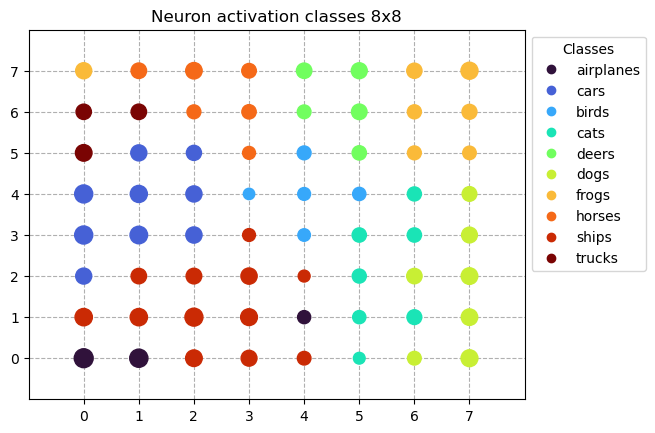 Neuron activation classes 8x8
7
6
5
4
3
2
1
0
0 1 2 3 4 5 6 7
Classes
airplanes
cars
birds
cats
deers
dogs
frogs
horses
ships
trucks